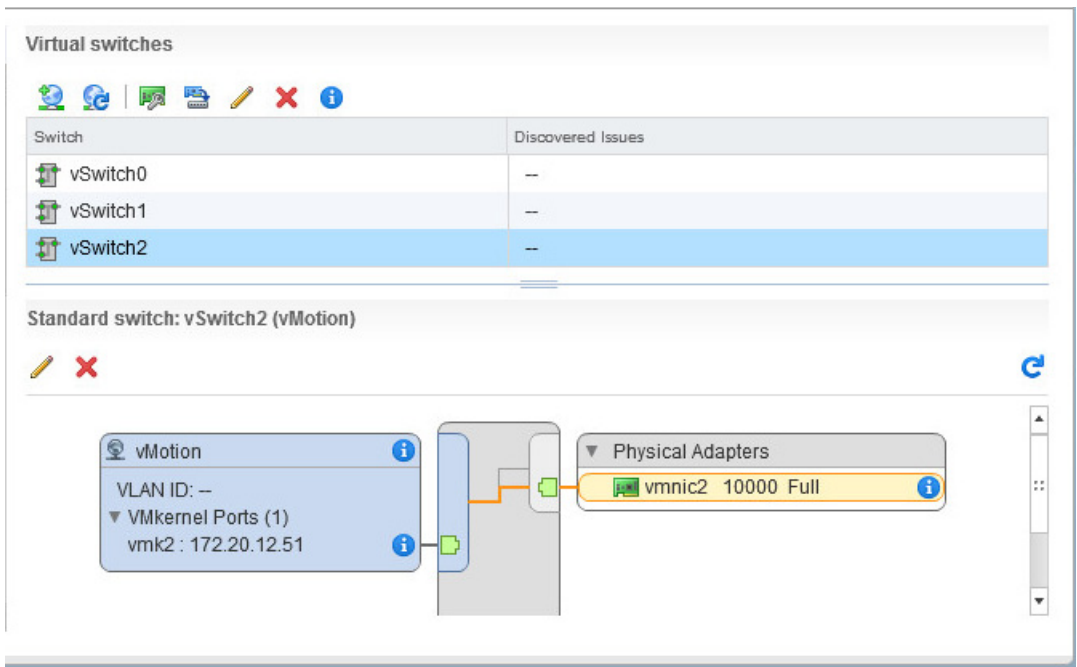 Virtual switches
Switch Discovered Issues
vSwitch0 --
vSwitch1 --
vSwitch2 --
Standard switch: vSwitch2 (vMotion)
vMotion
VLAN ID: --
VMkernel Ports (1)
vmk2 : 172.20.12.51
Physical Adapters
vmnic2 10000 Full